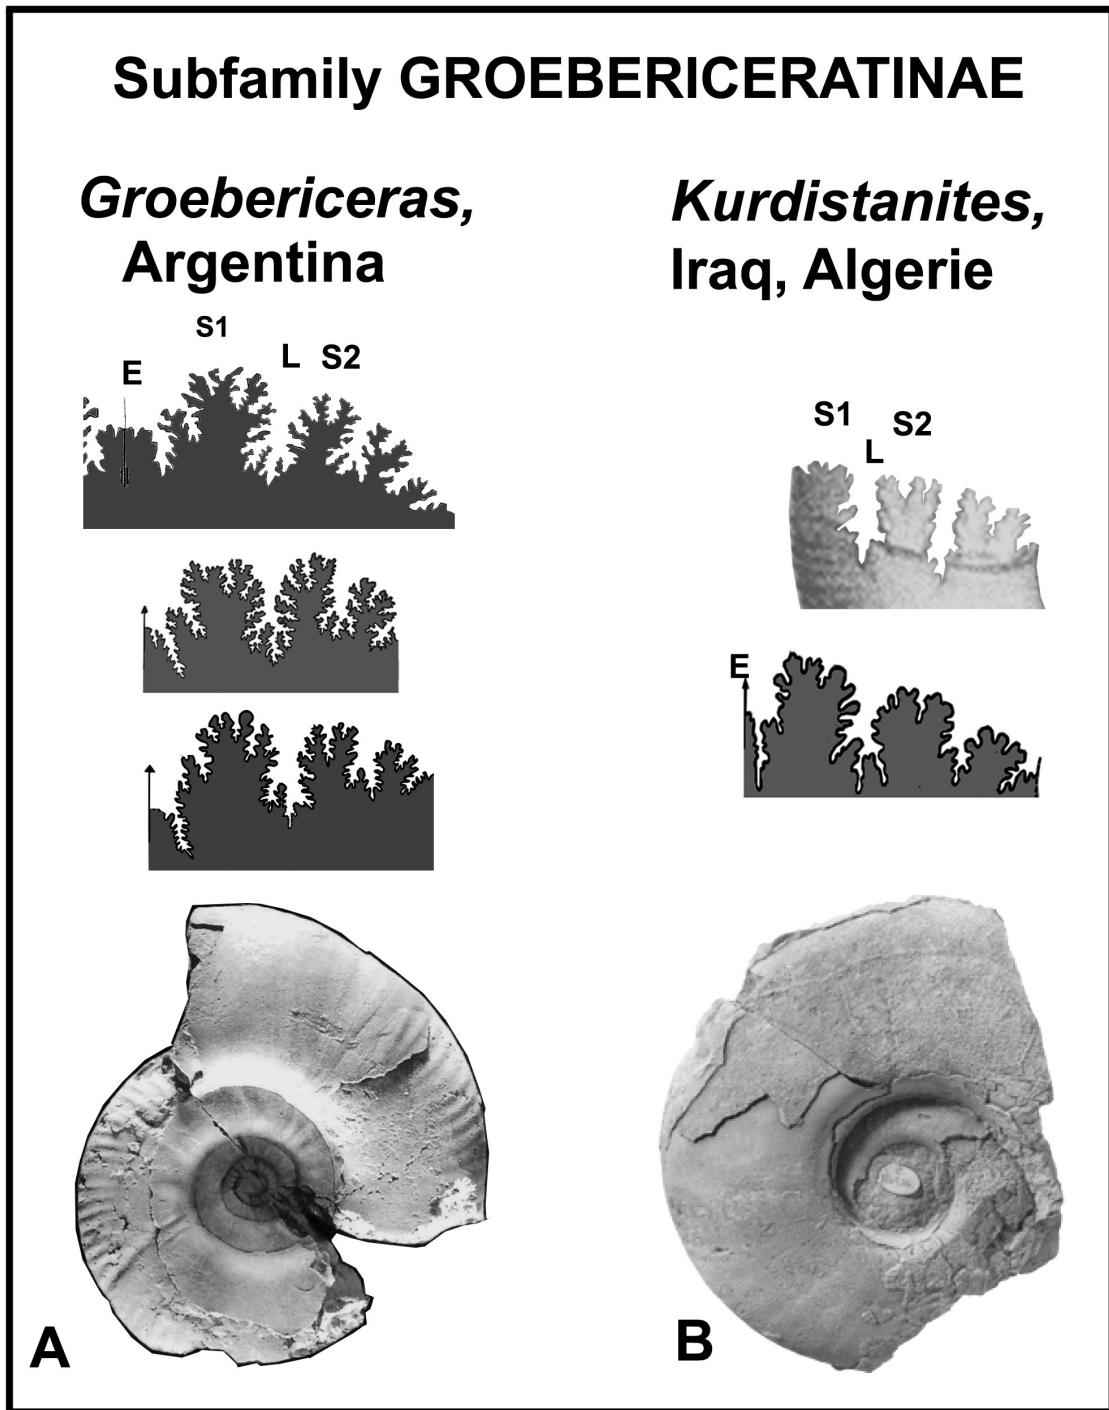 Subfamily GROEBERICERATINAE
Groebericeras,
Argentina
S1
E
L
S2
A
Kurdistanites,
Iraq, Algerie
S1
S2
L
E
B